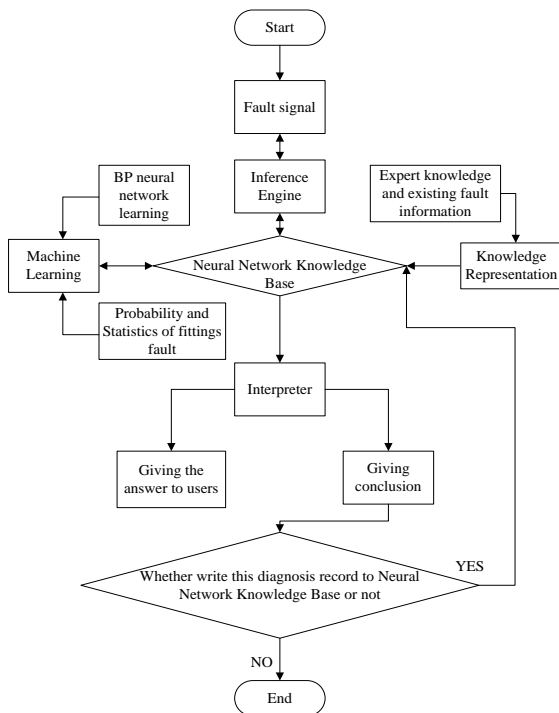 Start
Fault signal
Inference
Engine
BP neural
network
learning
Expert knowledge
and existing fault
information
Machine
Learning
Neural Network Knowledge
Base
Knowledge
Representation
Probability and
Statistics of fittings
fault
Interpreter
Giving the
answer to users
Giving
conclusion
Whether write this diagnosis record to Neural
Network Knowledge Base or not
YES
NO
End